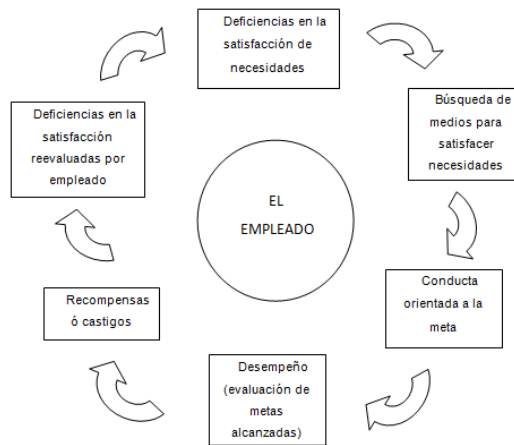 Deficiencias en la
satisfacción de
necesidades
Búsqueda de
medios para
satisfacer
necesidades
Conducta
orientada a la
meta
Desempeño
(evaluación de
metas
alcanzadas)
Recompensas
ó castigos
Deficiencias en la
satisfacción
reevaluadas por
empleado
EL
EMPLEADO